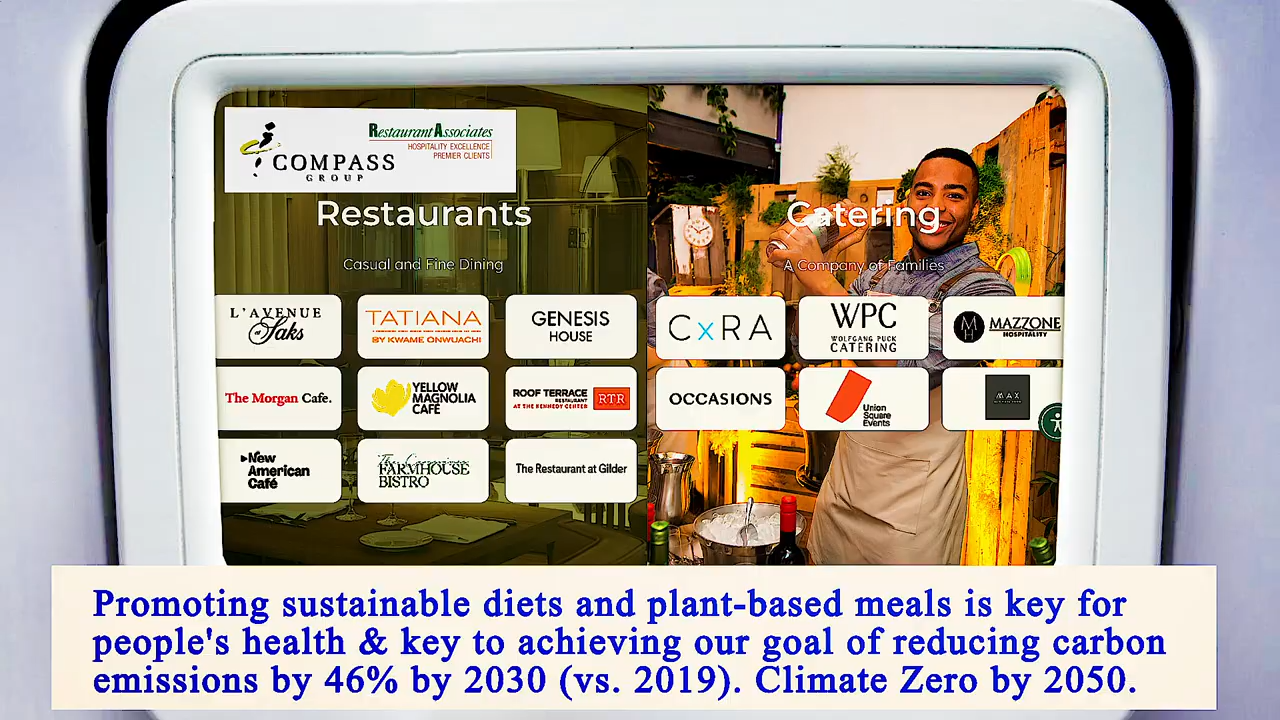 COMPASS
GROUP
Restaurant Associates
HOSPITALITY EXCELLENCE
PREMIER CLIENTS
Restaurants
Casual and Fine Dining
L'AVENUE
Saks
TATIANA
BY KWAME ONWUACHI
GENESIS
HOUSE
The Morgan Cafe.
YELLOW
MAGNOLIA
CAFÉ
ROOF TERRACE
RESTAURANT
AT THE KENNEDY CENTER
RTR
New
American
Café
FARMHOUSE
BISTRO
The Restaurant at Gilder
Catering
A Company of Families
CxRA
WPC
WOLFGANG PUCK
CATERING
MH
MAZZONE
HOSPITALITY
OCCASIONS
Union
Square
Events
MAX
Promoting sustainable diets and plant-based meals is key for
people's health & key to achieving our goal of reducing carbon
emissions by 46% by 2030 (vs. 2019). Climate Zero by 2050.